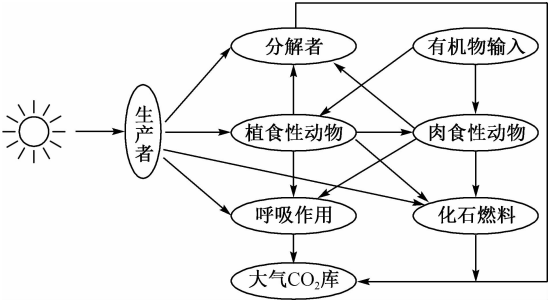 分解者
有机物输入
生产者
植食性动物
肉食性动物
呼吸作用
化石燃料
大气CO₂库